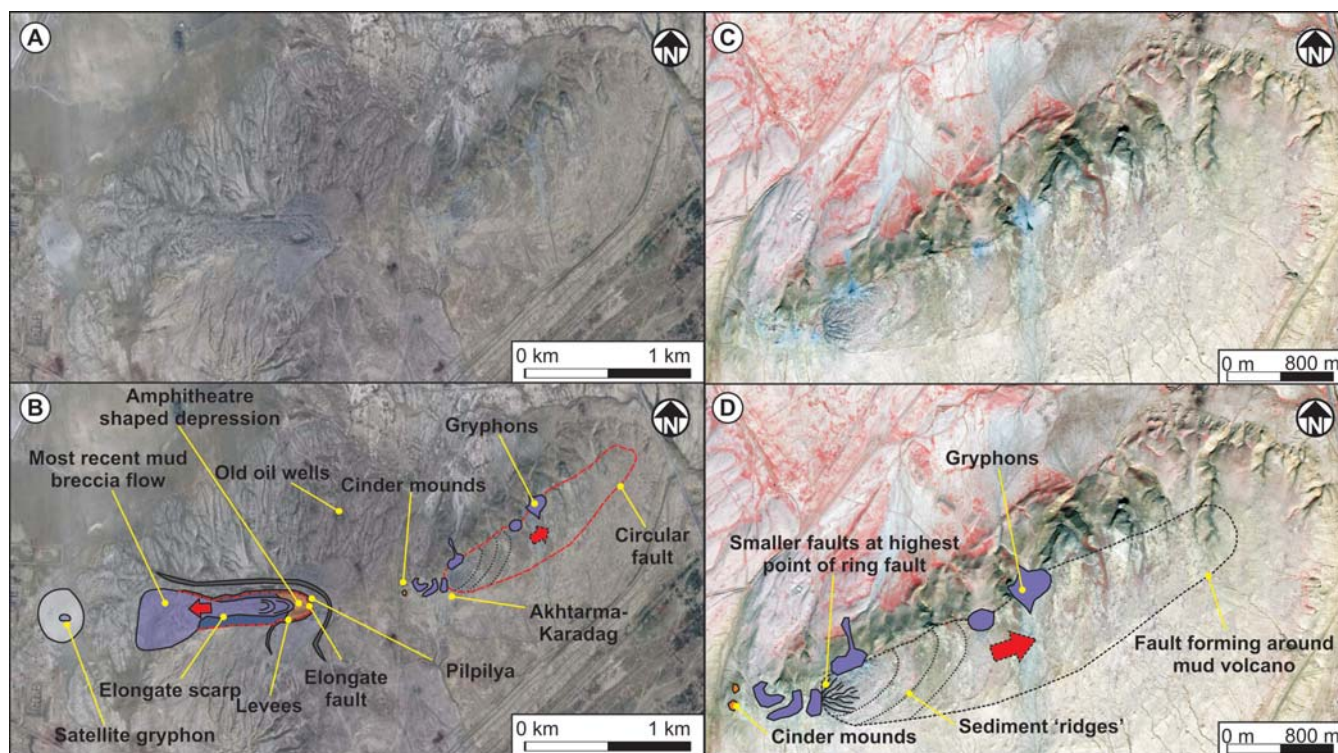 A
N
0 km 1 km
C
N
0 m 800 m
B
N
Amphitheatre
shaped depression
Most recent mud
breccia flow
Old oil wells
Cinder mounds
Gryphons
Circular
fault
Akhtarma-
Karadag
Pilpilya
Elongate
fault
Levees
Elongate scarp
Satellite gryphon
0 km 1 km
D
N
Gryphons
Smaller faults at highest
point of ring fault
Fault forming around
mud volcano
Sediment ‘ridges’
Cinder mounds
0 m 800 m